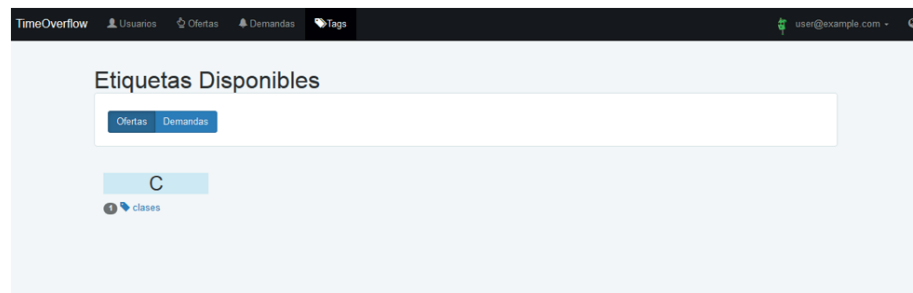 TimeOverflow Usuarios Ofertas Demandas Tags user@example.com
Etiquetas Disponibles
Ofertas Demandas
C
1 clases